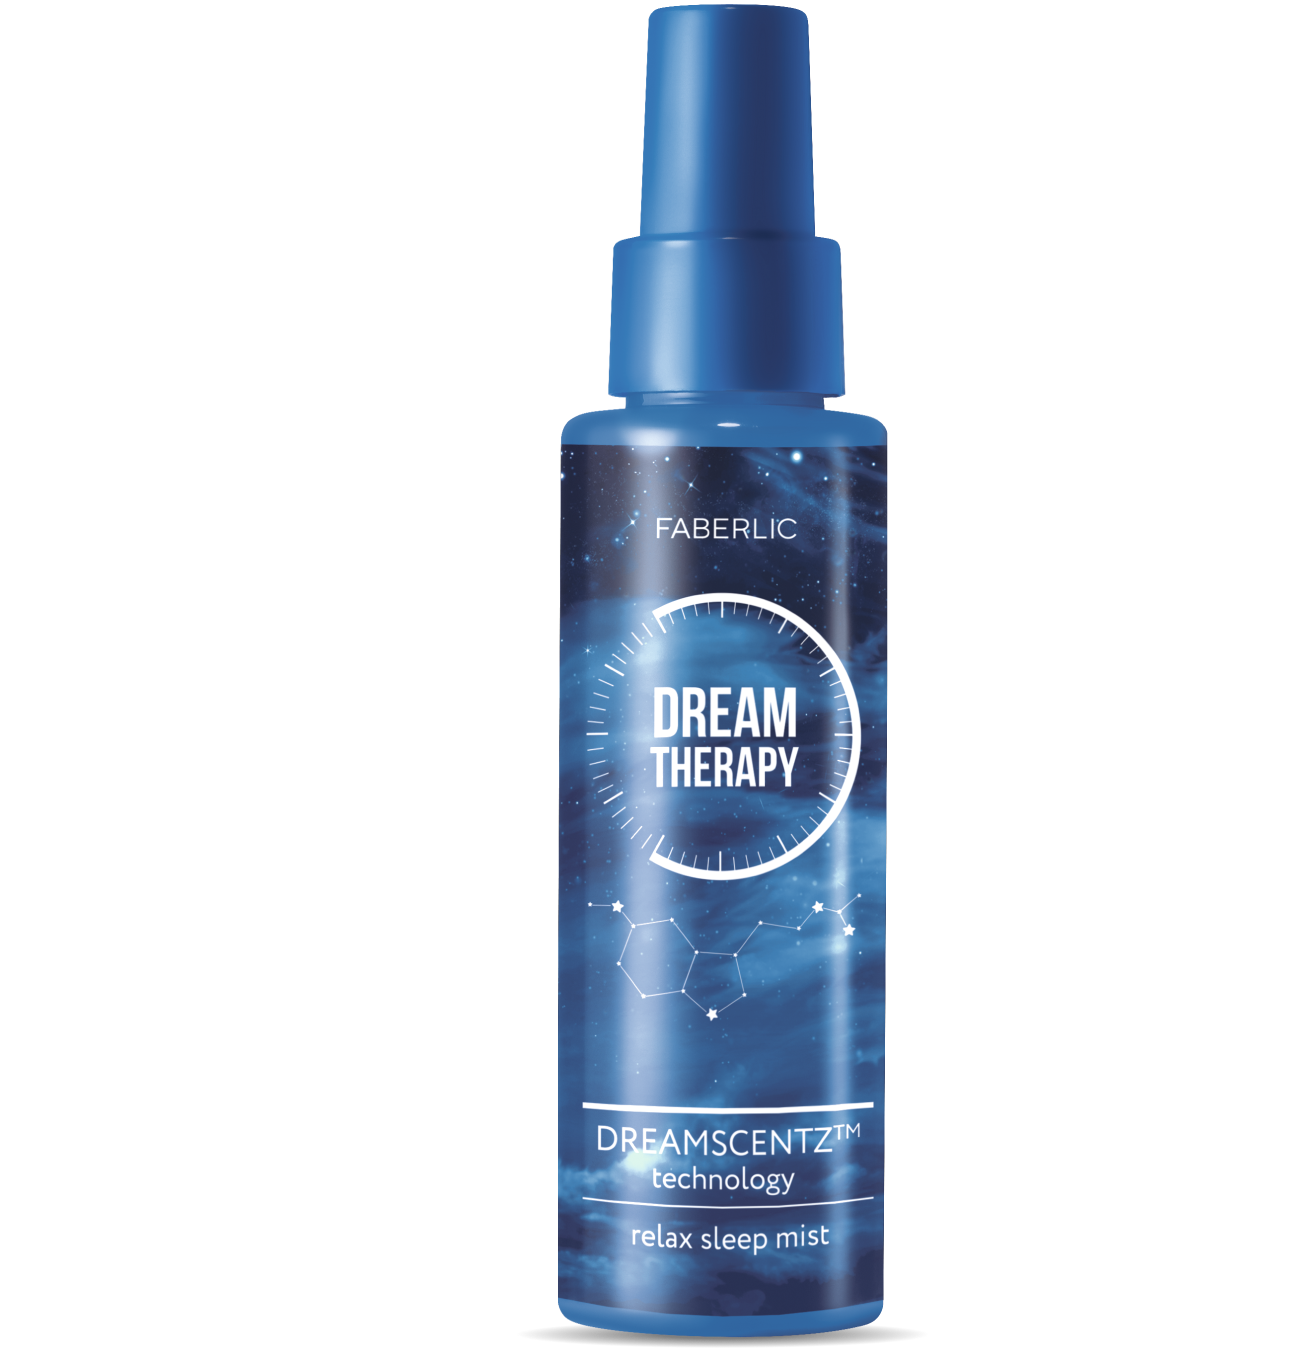 FABERLIC
DREAM
THERAPY
DREAMSCENTZ™
technology
relax sleep mist